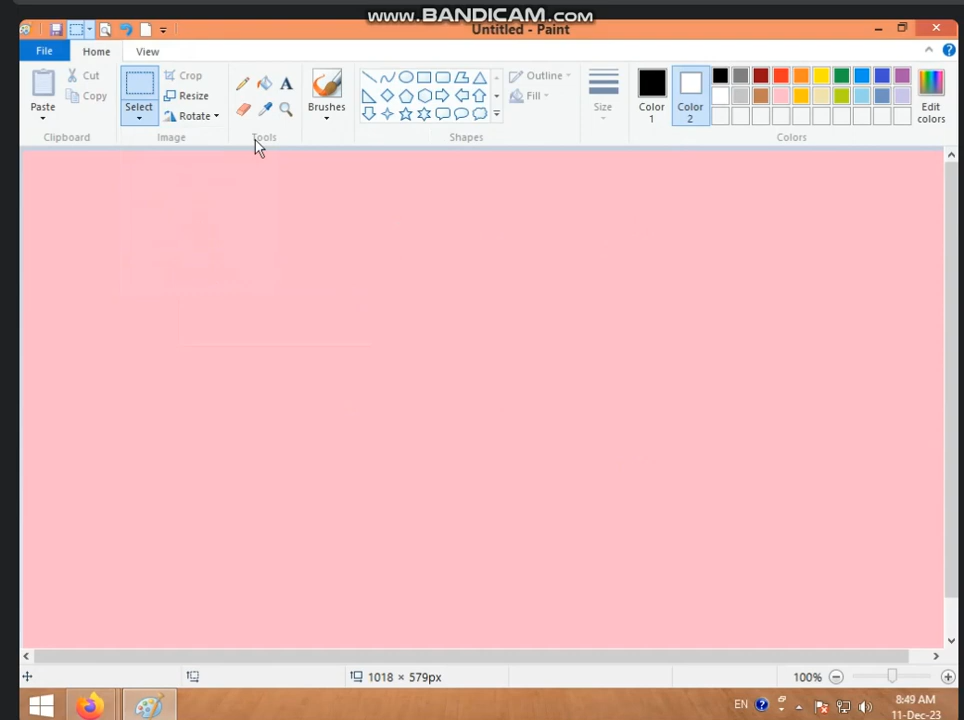 www.BANDICAM.com
Untitled - Paint
File Home View
Paste
Cut
Copy
Clipboard
Select
Crop
Resize
Rotate
Image
A
Tools
Brushes
Outline
Fill
Shapes
Size
Color 1
Color 2
Edit colors
Colors
1018 × 579px
100%
EN
8:49 AM
11-Dec-23